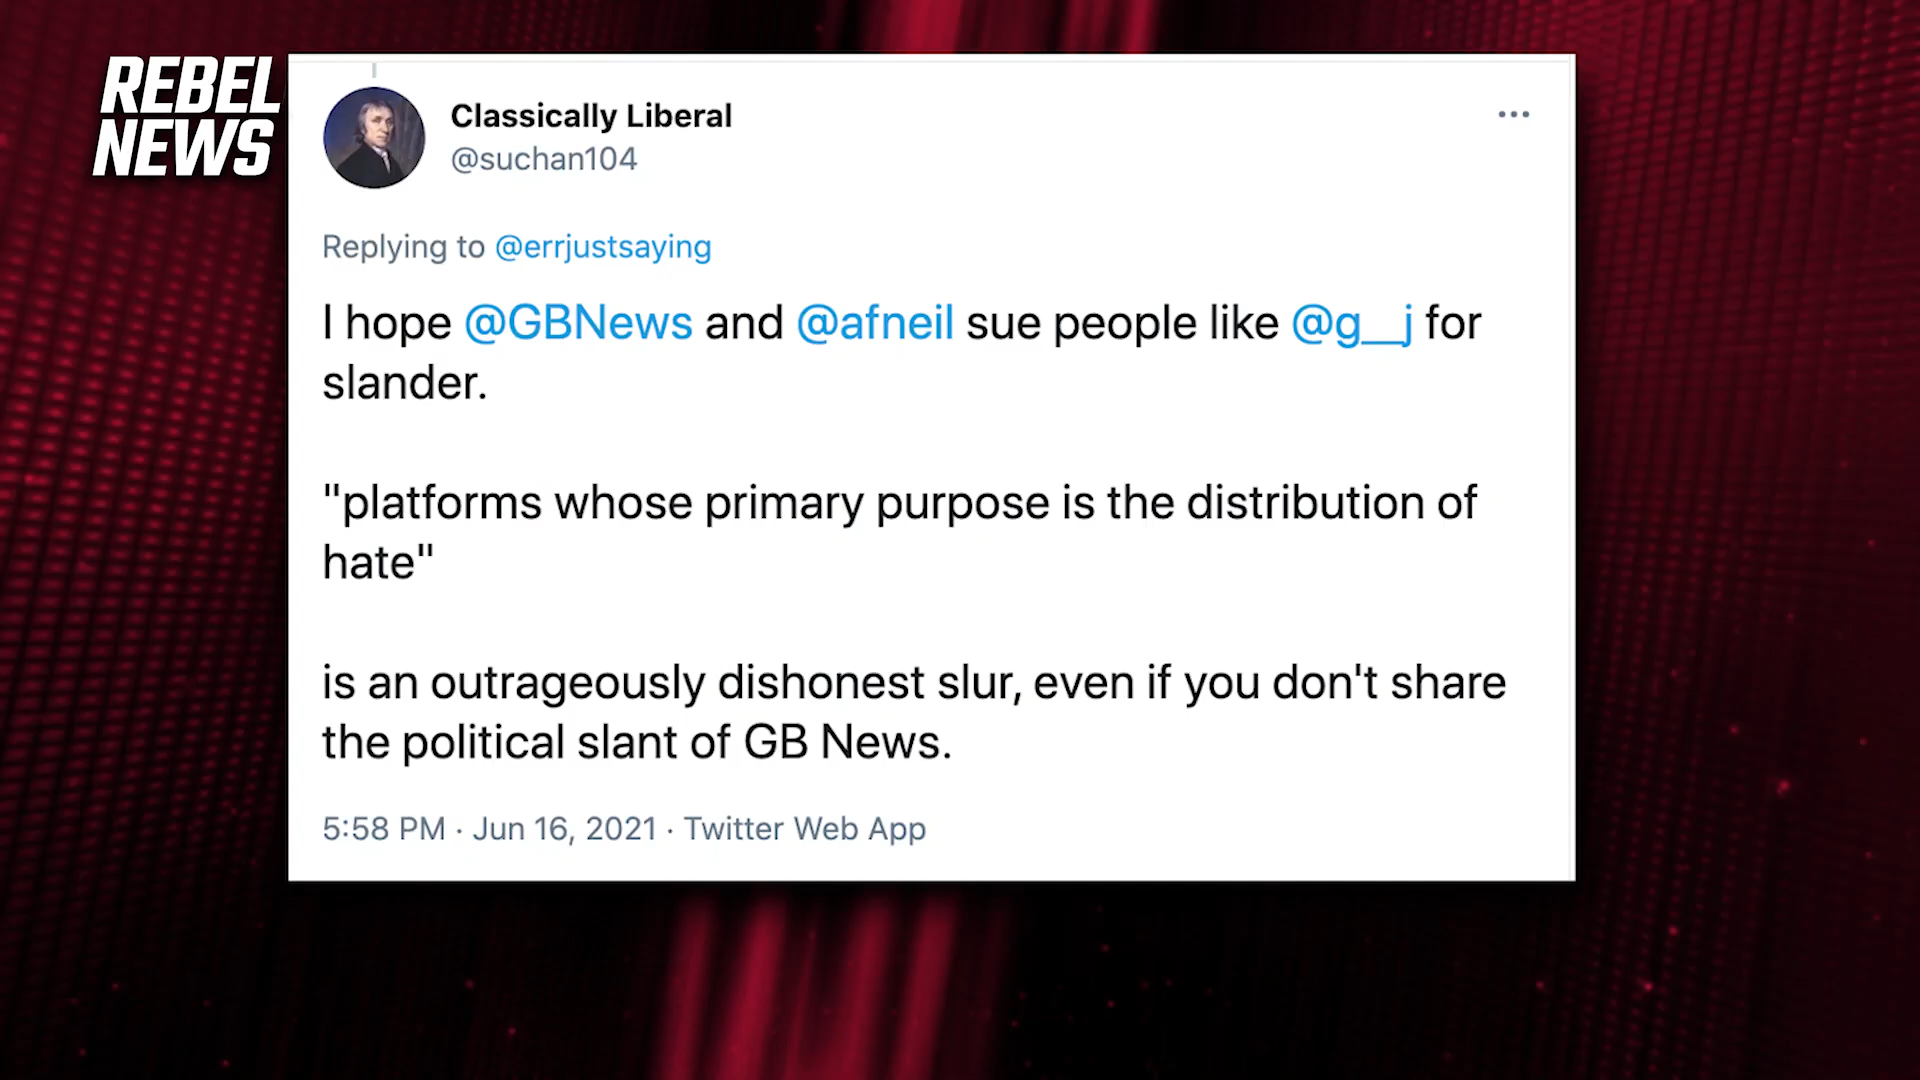 REBEL
NEWS
Classically Liberal
@suchan104
Replying to @errjustsaying
I hope @GBNews and @afneil sue people like @g__j for
slander.
"platforms whose primary purpose is the distribution of
hate"
is an outrageously dishonest slur, even if you don't share
the political slant of GB News.
5:58 PM · Jun 16, 2021 · Twitter Web App